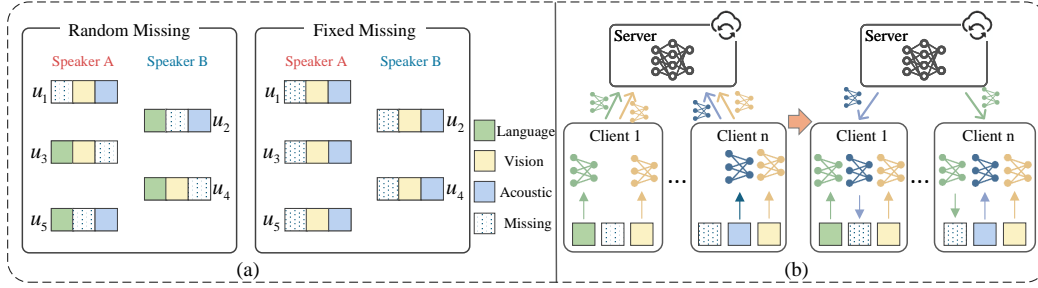 Random Missing
Speaker A
Speaker B
u1
u2
u3
u4
u5
Fixed Missing
Speaker A
Speaker B
u1
u2
u3
u4
u5
Language
Vision
Acoustic
Missing
(a)
Server
Server
Client 1
...
Client n
Client 1
...
Client n
(b)